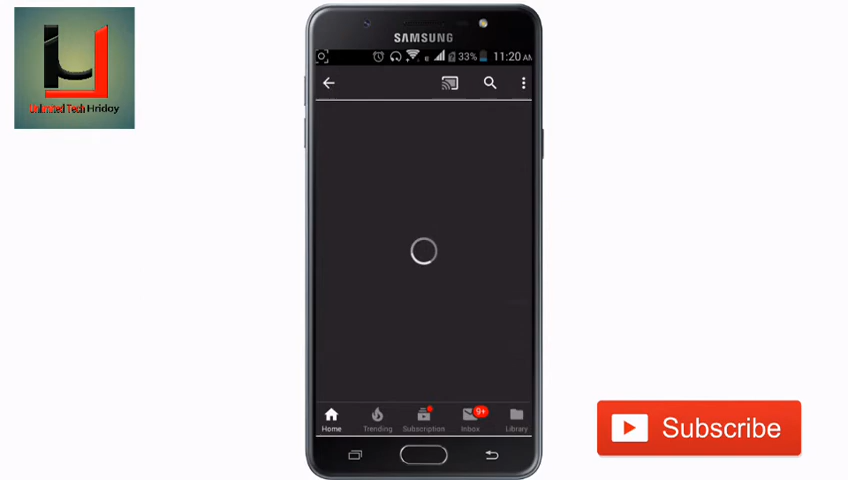 SAMSUNG
33% 11:20 AM
Unlimited Tech Hridoy
Home Trending Subscription Inbox Library
9+
Subscribe